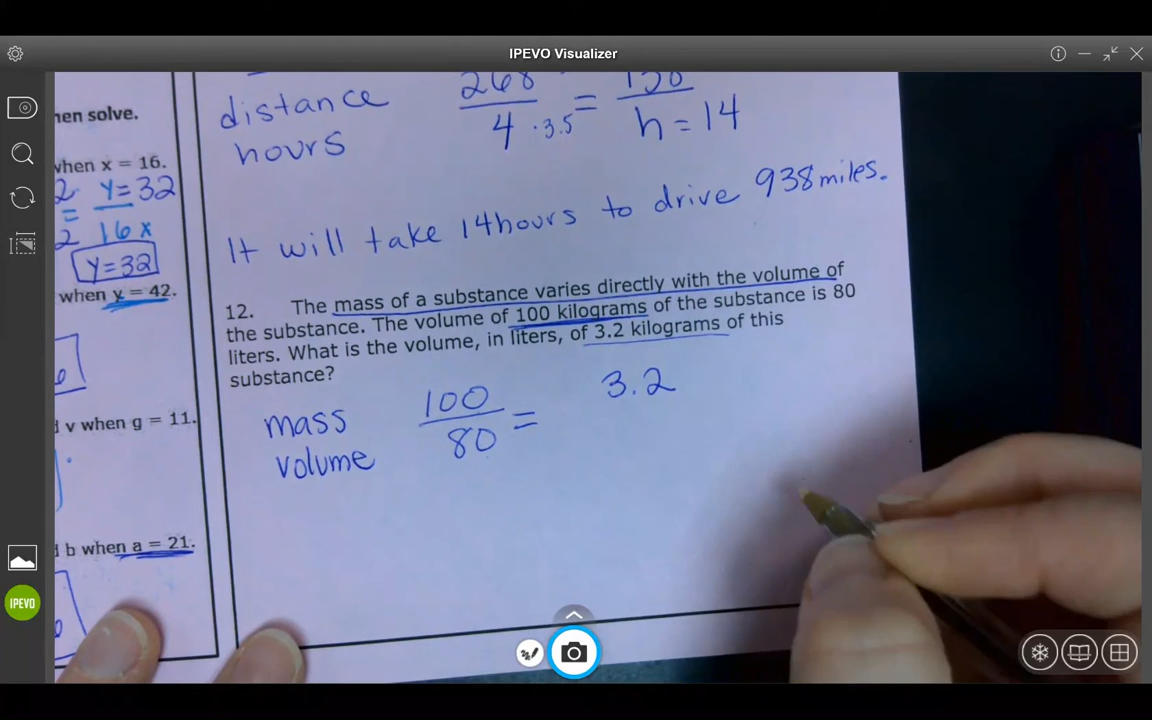 IPEVO Visualizer
hen solve.
distance
268
4 · 3.5
=
h = 14
hours
when x = 16.
y = 32
=
16 x
y = 32
It will take 14 hours to drive 938 miles.
when y = 42.
12. The mass of a substance varies directly with the volume of
the substance. The volume of 100 kilograms of the substance is 80
liters. What is the volume, in liters, of 3.2 kilograms of this
substance?
mass
volume
100
80
=
3.2
d v when g = 11.
d b when a = 21.
IPEVO